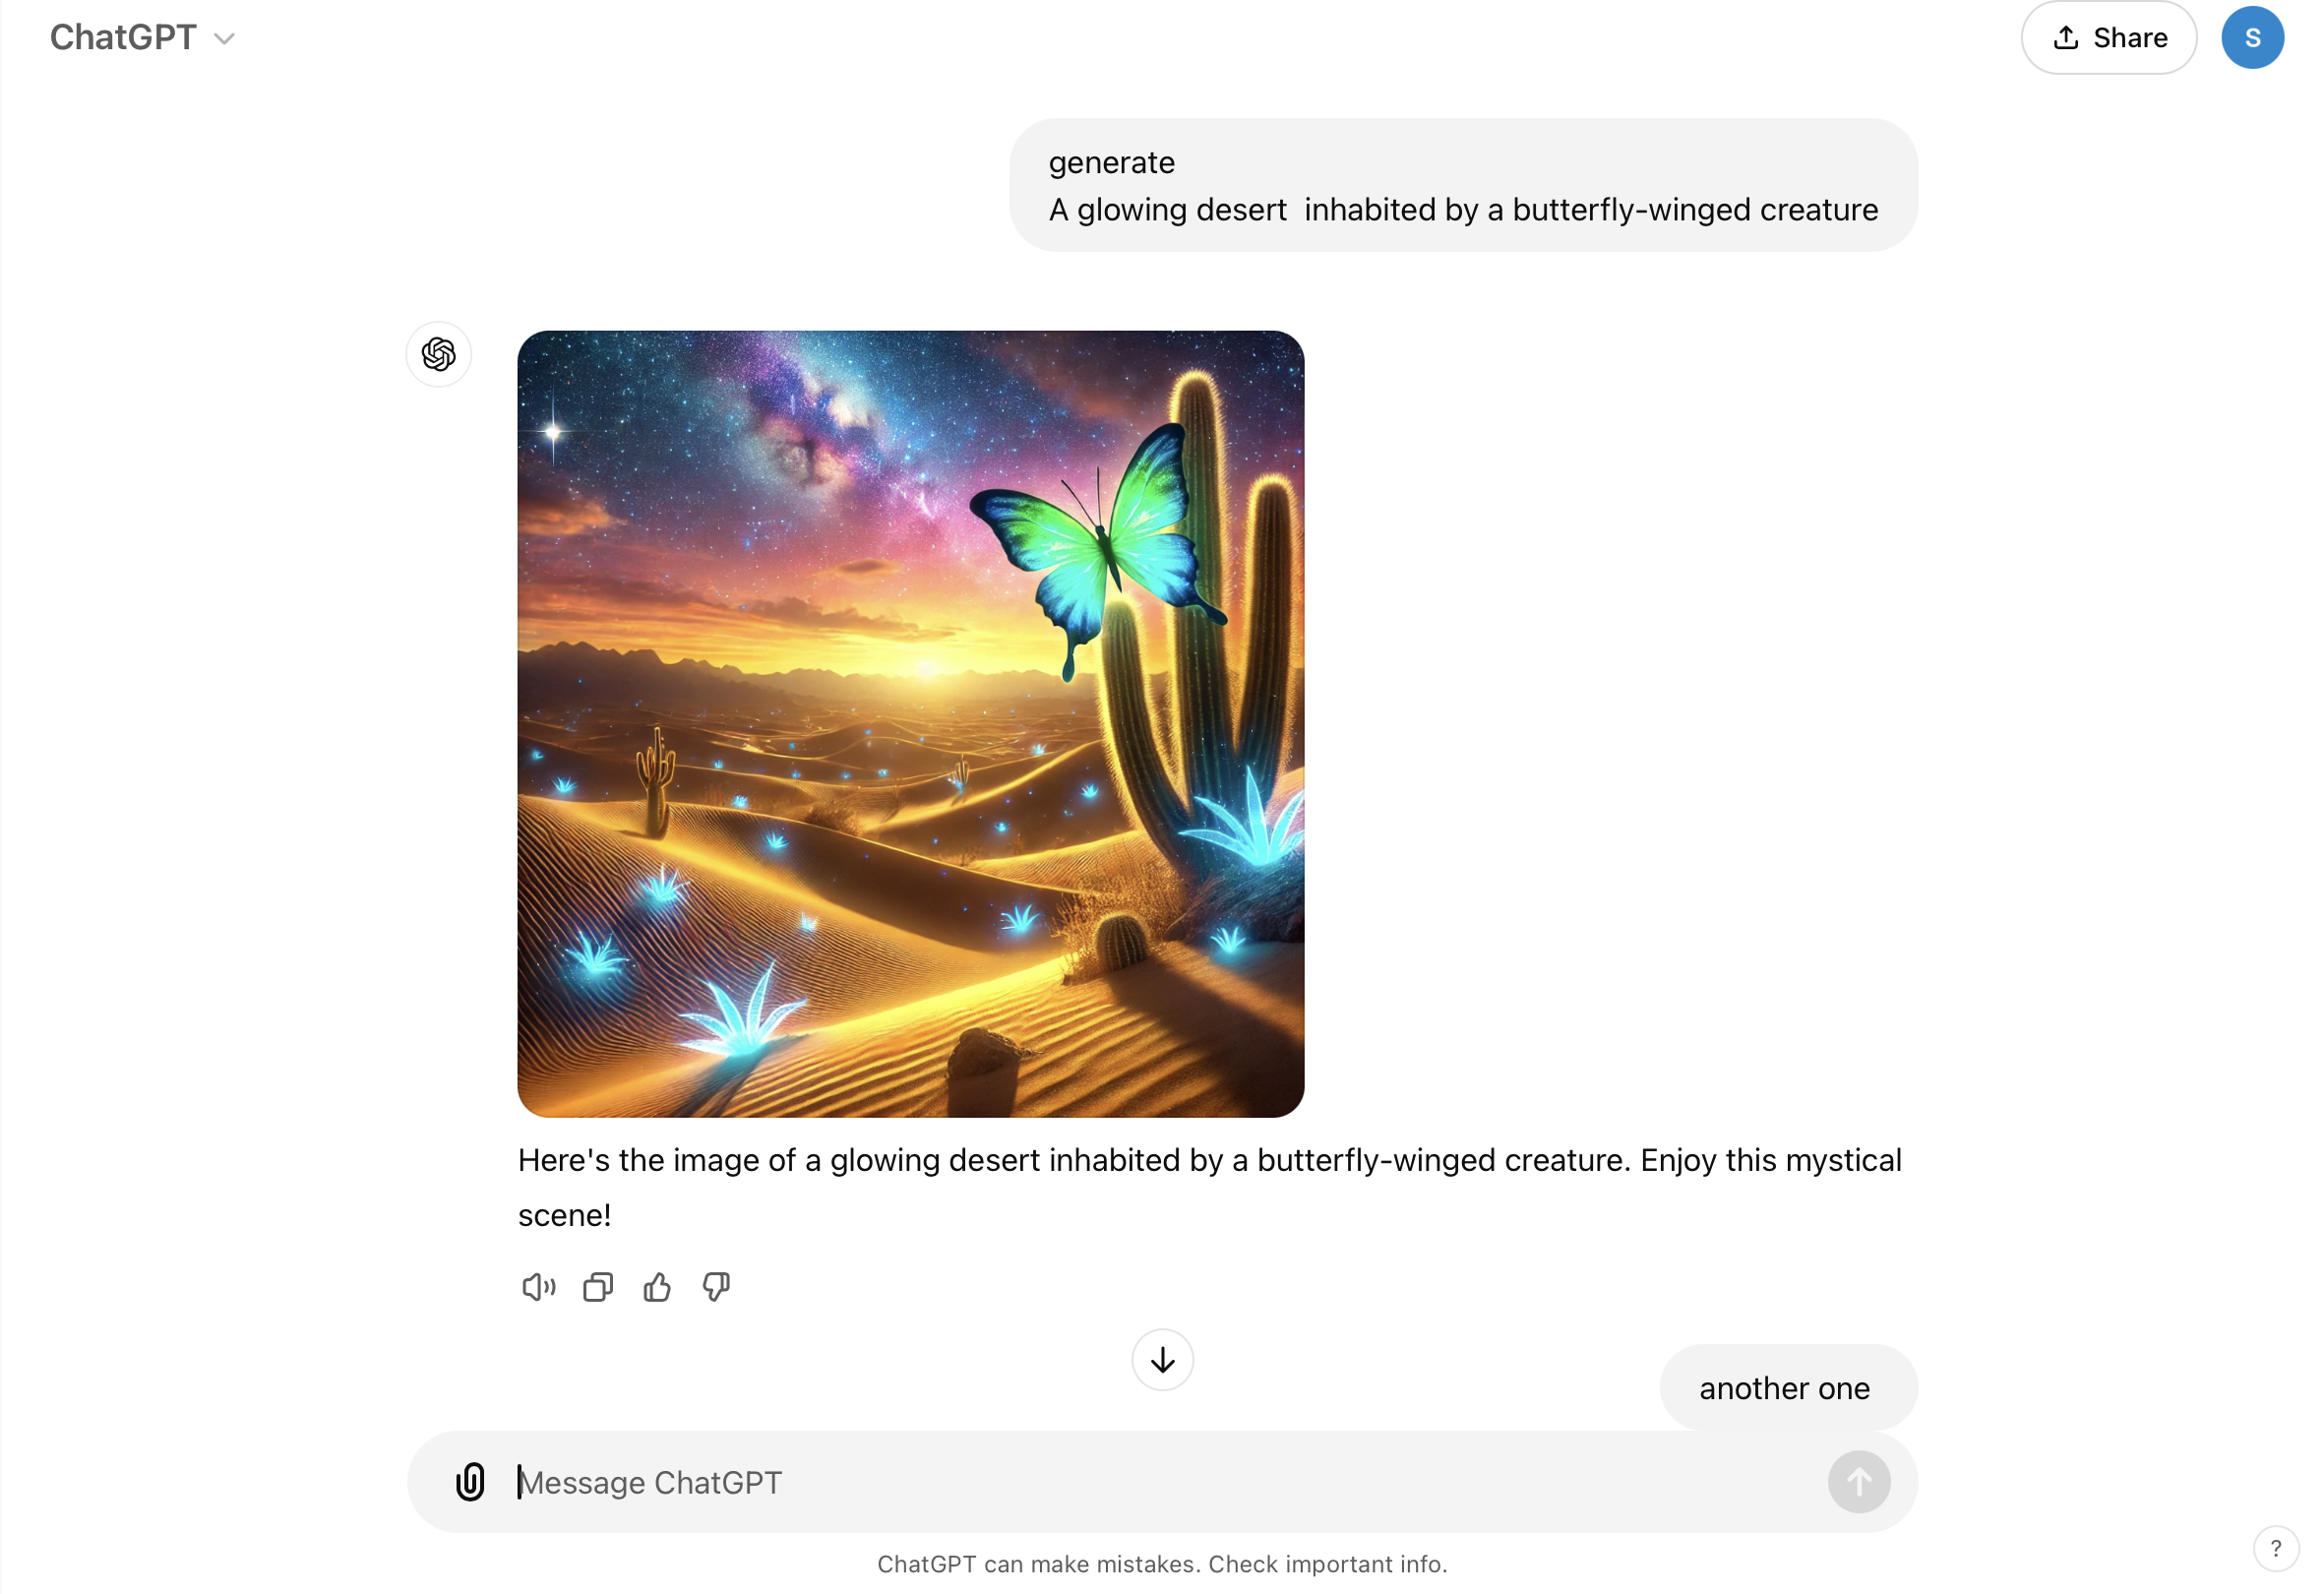 ChatGPT
Share
S
generate
A glowing desert  inhabited by a butterfly-winged creature
Here's the image of a glowing desert inhabited by a butterfly-winged creature. Enjoy this mystical
scene!
another one
Message ChatGPT
ChatGPT can make mistakes. Check important info.
?